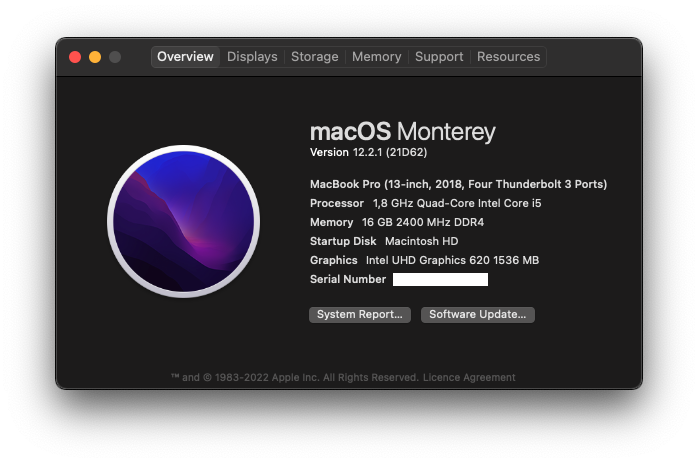 Overview Displays Storage Memory Support Resources
macOS Monterey
Version 12.2.1 (21D62)
MacBook Pro (13-inch, 2018, Four Thunderbolt 3 Ports)
Processor 1,8 GHz Quad-Core Intel Core i5
Memory 16 GB 2400 MHz DDR4
Startup Disk Macintosh HD
Graphics Intel UHD Graphics 620 1536 MB
Serial Number
System Report... Software Update...
™ and © 1983-2022 Apple Inc. All Rights Reserved. Licence Agreement